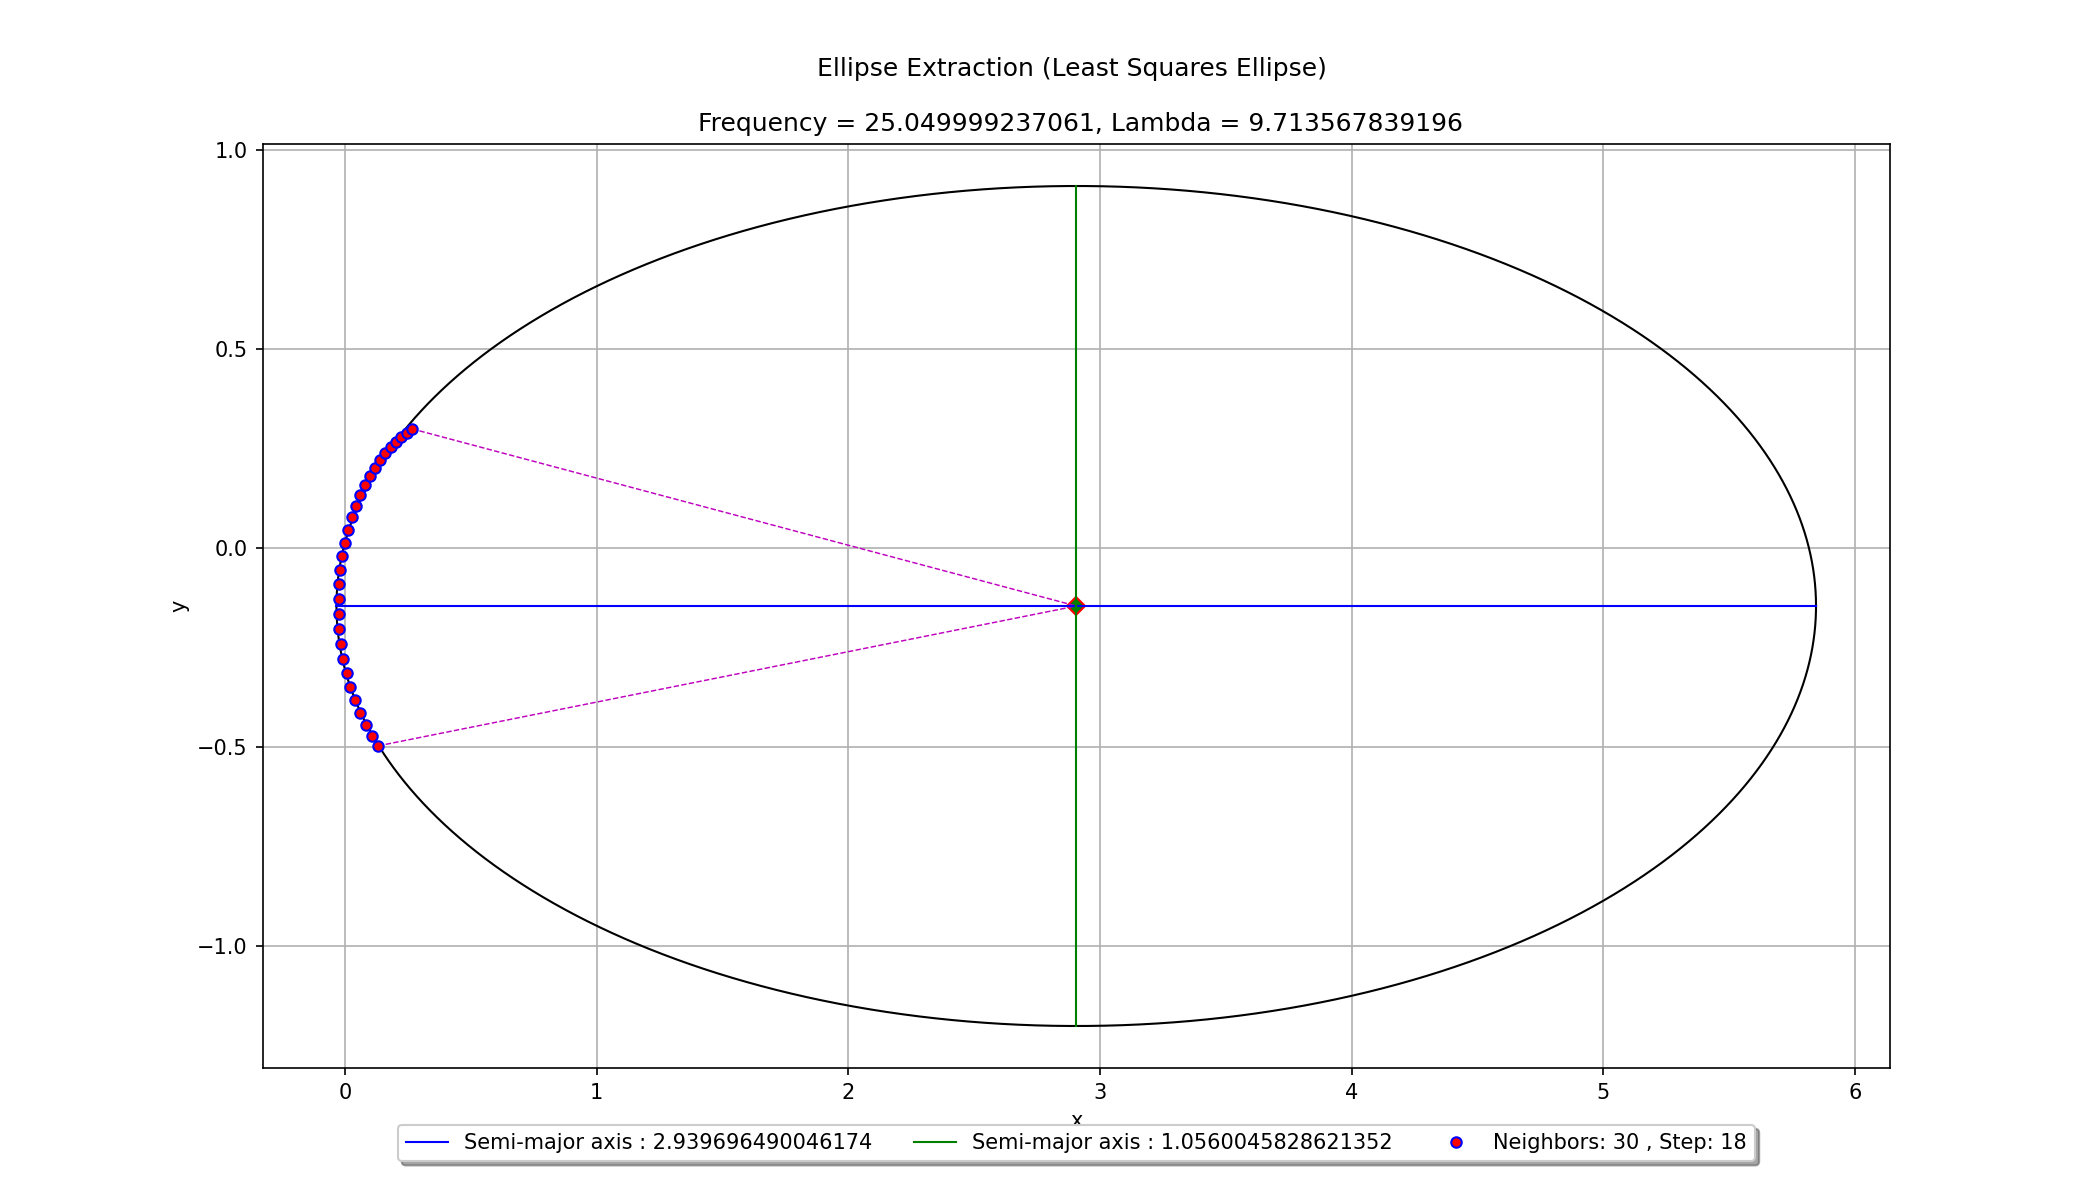 Ellipse Extraction (Least Squares Ellipse)
Frequency = 25.049999237061, Lambda = 9.713567839196
1.0
0.5
0.0
−0.5
−1.0
y
0 1 2 3 4 5 6
x
Semi-major axis : 2.939696490046174 Semi-major axis : 1.0560045828621352 Neighbors: 30 , Step: 18